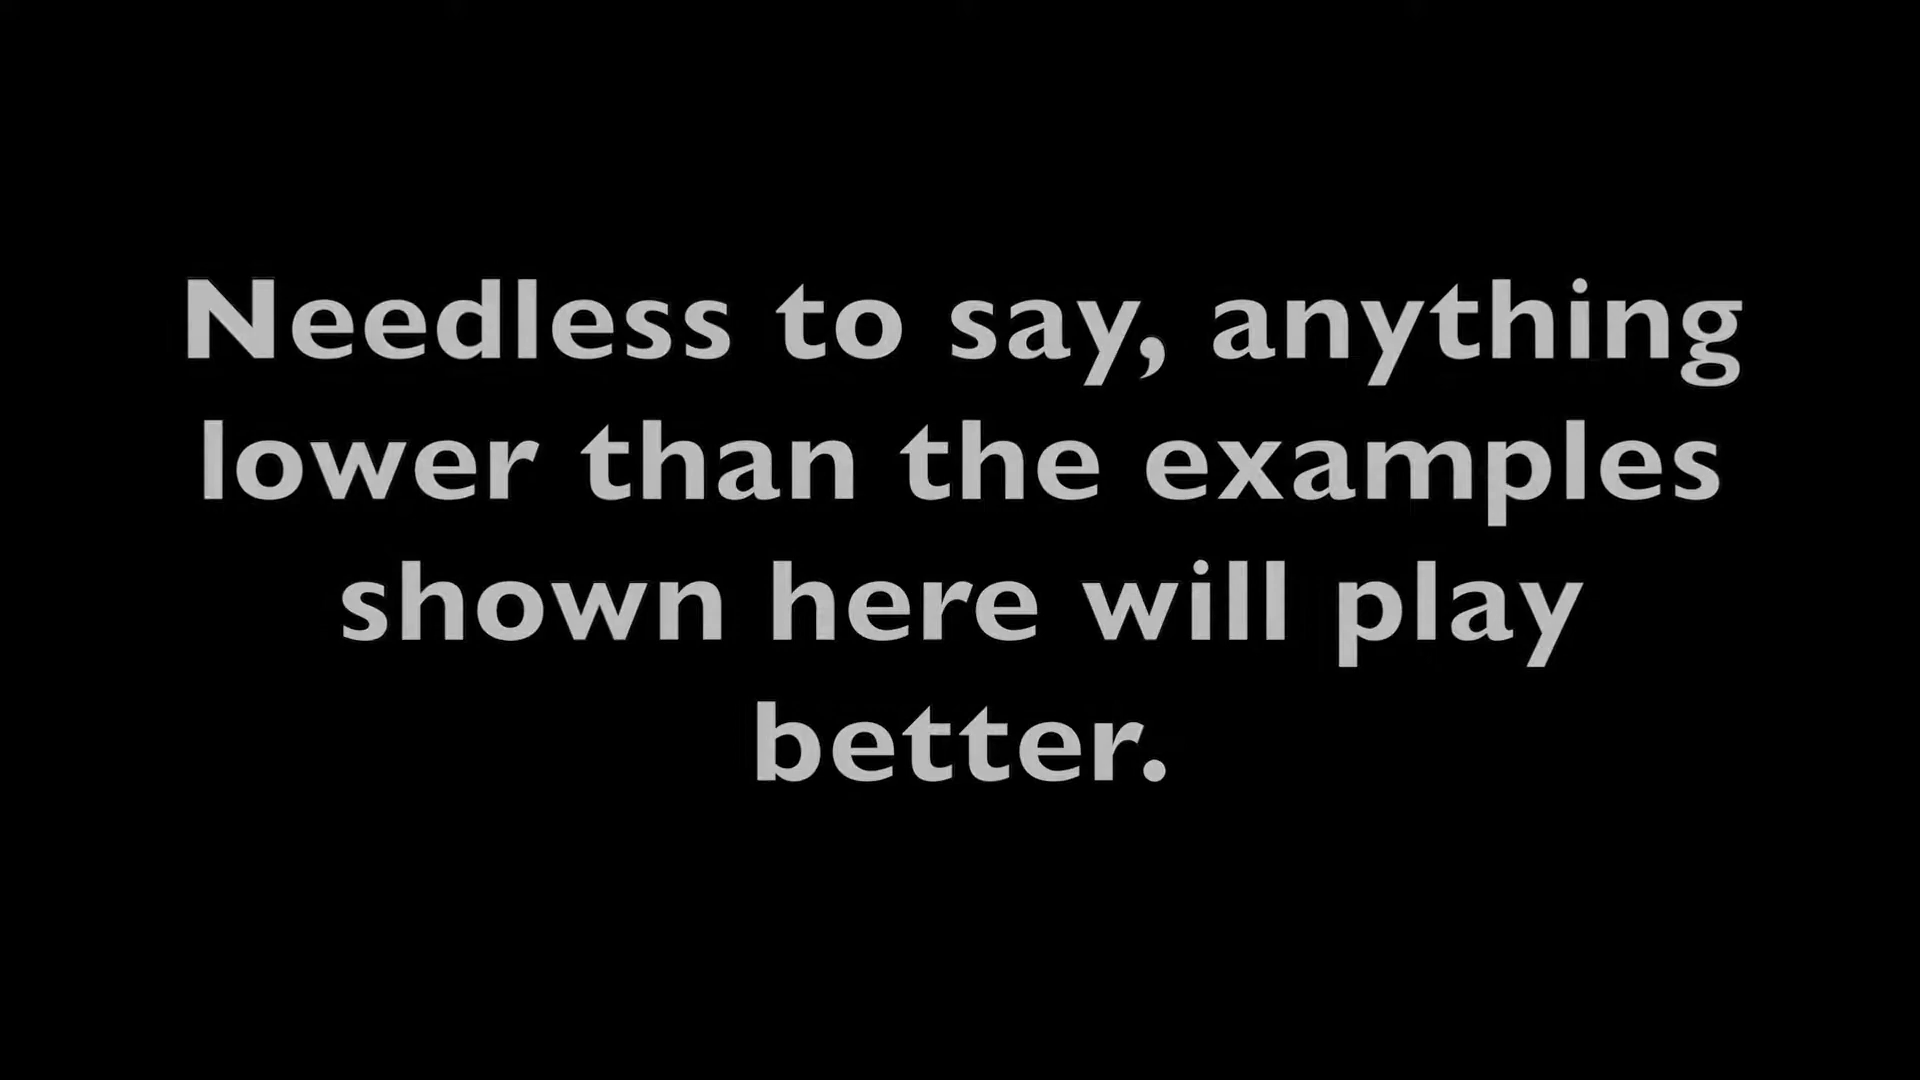 Needless to say, anything
lower than the examples
shown here will play
better.